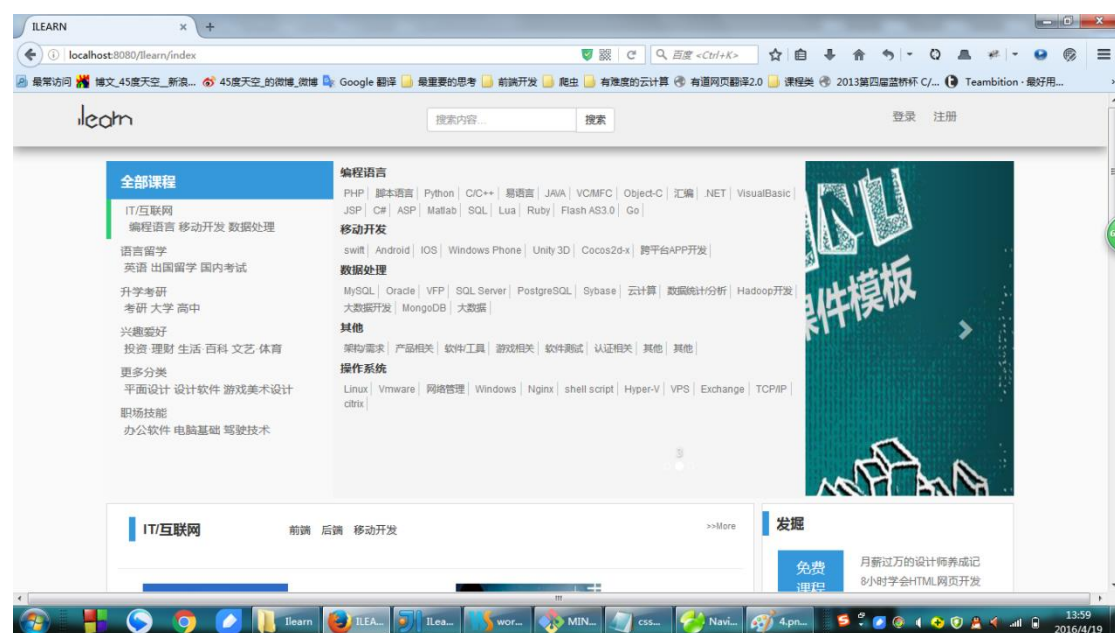 ILEARN
localhost:8080/Ilearn/index
百度 <Ctrl+K>
最常访问 博文_45度天空__新浪... 45度天空_的微博_微博 Google 翻译 最重要的思考 前端开发 爬虫 有难度的云计算 有道网页翻译2.0 课程类 2013第四届蓝桥杯 C/... Teambition · 最好用...
ilearn
搜索内容...
搜索
登录 注册
全部课程
IT/互联网
编程语言 移动开发 数据处理
语言留学
英语 出国留学 国内考试
升学考研
考研 大学 高中
兴趣爱好
投资·理财 生活·百科 文艺·体育
更多分类
平面设计 设计软件 游戏美术设计
职场技能
办公软件 电脑基础 驾驶技术
编程语言
PHP| 脚本语言| Python| C/C++| 易语言| JAVA| VC/MFC| Object-C| 汇编| .NET| VisualBasic|
JSP| C#| ASP| Matlab| SQL| Lua| Ruby| Flash AS3.0| Go|
移动开发
swift| Android| IOS| Windows Phone| Unity 3D| Cocos2d-x| 跨平台APP开发|
数据处理
MySQL| Oracle| VFP| SQL Server| PostgreSQL| Sybase| 云计算| 数据统计/分析| Hadoop开发|
大数据开发| MongoDB| 大数据|
其他
架构/需求| 产品相关| 软件/工具| 游戏相关| 软件测试| 认证相关| 其他| 其他|
操作系统
Linux| Vmware| 网络管理| Windows| Nginx| shell script| Hyper-V| VPS| Exchange| TCP/IP|
citrix|
3
NU
课件模板
IT/互联网
前端 后端 移动开发
>>More
发掘
免费
课程
月薪过万的设计师养成记
8小时学会HTML网页开发
Ilearn ILEA... ILea... wor... MIN... css... Navi... 4.pn...
13:59
2016/4/19